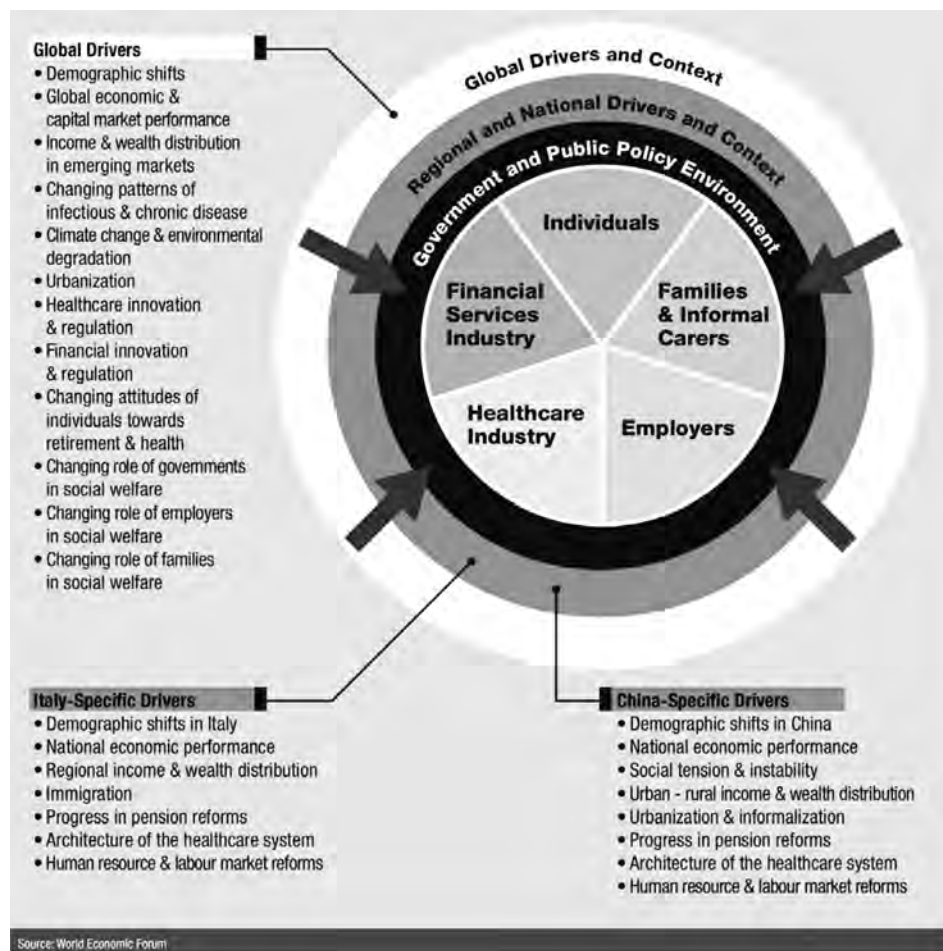 Global Drivers
• Demographic shifts
• Global economic &
capital market performance
• Income & wealth distribution
in emerging markets
• Changing patterns of
infectious & chronic disease
• Climate change & environmental
degradation
• Urbanization
• Healthcare innovation
& regulation
• Financial innovation
& regulation
• Changing attitudes of
individuals towards
retirement & health
• Changing role of governments
in social welfare
• Changing role of employers
in social welfare
• Changing role of families
in social welfare
Global Drivers and Context
Regional and National Drivers and Context
Government and Public Policy Environment
Individuals
Financial
Services
Industry
Families
& Informal
Carers
Healthcare
Industry
Employers
Italy-Specific Drivers
• Demographic shifts in Italy
• National economic performance
• Regional income & wealth distribution
• Immigration
• Progress in pension reforms
• Architecture of the healthcare system
• Human resource & labour market reforms
China-Specific Drivers
• Demographic shifts in China
• National economic performance
• Social tension & instability
• Urban - rural income & wealth distribution
• Urbanization & informalization
• Progress in pension reforms
• Architecture of the healthcare system
• Human resource & labour market reforms
Source: World Economic Forum